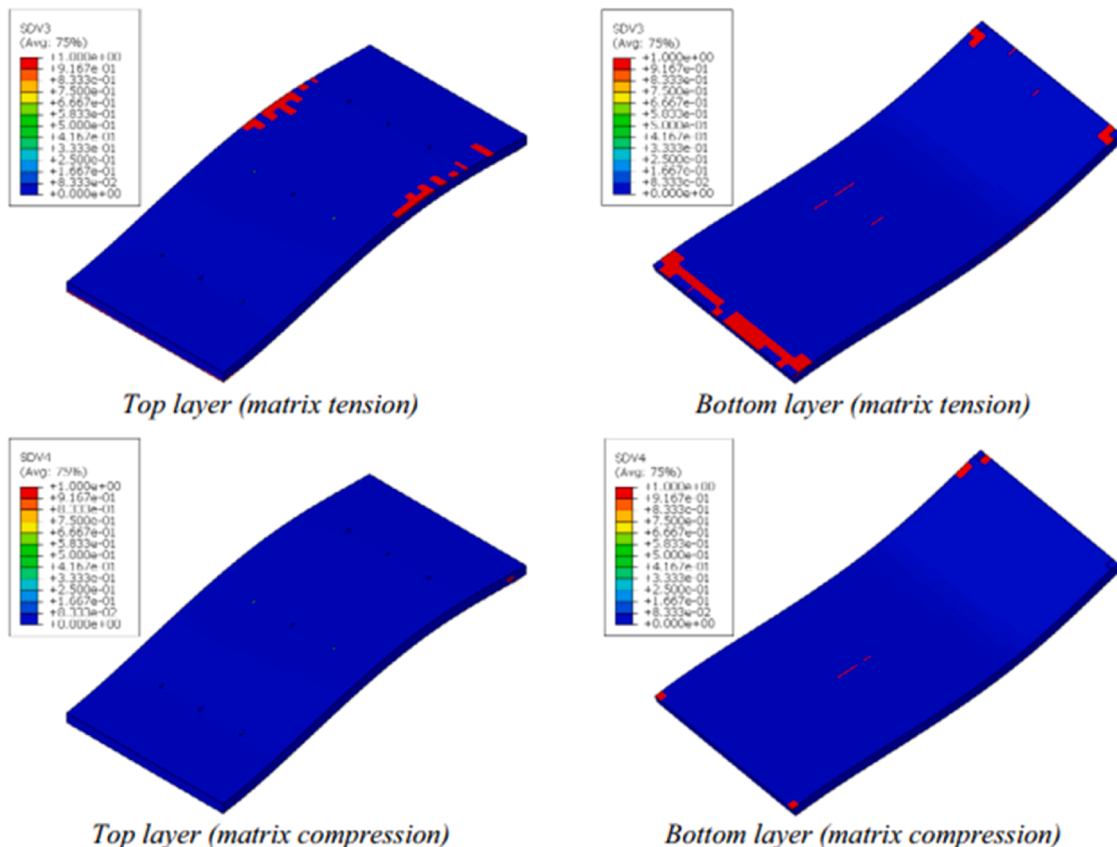 SDV3
(Avg: 75%)
+1.000e+00
+9.167e-01
+8.333e-01
+7.500e-01
+6.667e-01
+5.833e-01
+5.000e-01
+4.167e-01
+3.333e-01
+2.500e-01
+1.667e-01
+8.333e-02
+0.000e+00
SDV3
(Avg: 75%)
+1.000e+00
+9.167e-01
+8.333e-01
+7.500e-01
+6.667e-01
+5.833e-01
+5.000e-01
+4.167e-01
+3.333e-01
+2.500e-01
+1.667e-01
+8.333e-02
+0.000e+00
Top layer (matrix tension)
Bottom layer (matrix tension)
SDV4
(Avg: 75%)
+1.000e+00
+9.167e-01
+8.333e-01
+7.500e-01
+6.667e-01
+5.833e-01
+5.000e-01
+4.167e-01
+3.333e-01
+2.500e-01
+1.667e-01
+8.333e-02
+0.000e+00
SDV4
(Avg: 75%)
+1.000e+00
+9.167e-01
+8.333e-01
+7.500e-01
+6.667e-01
+5.833e-01
+5.000e-01
+4.167e-01
+3.333e-01
+2.500e-01
+1.667e-01
+8.333e-02
+0.000e+00
Top layer (matrix compression)
Bottom layer (matrix compression)